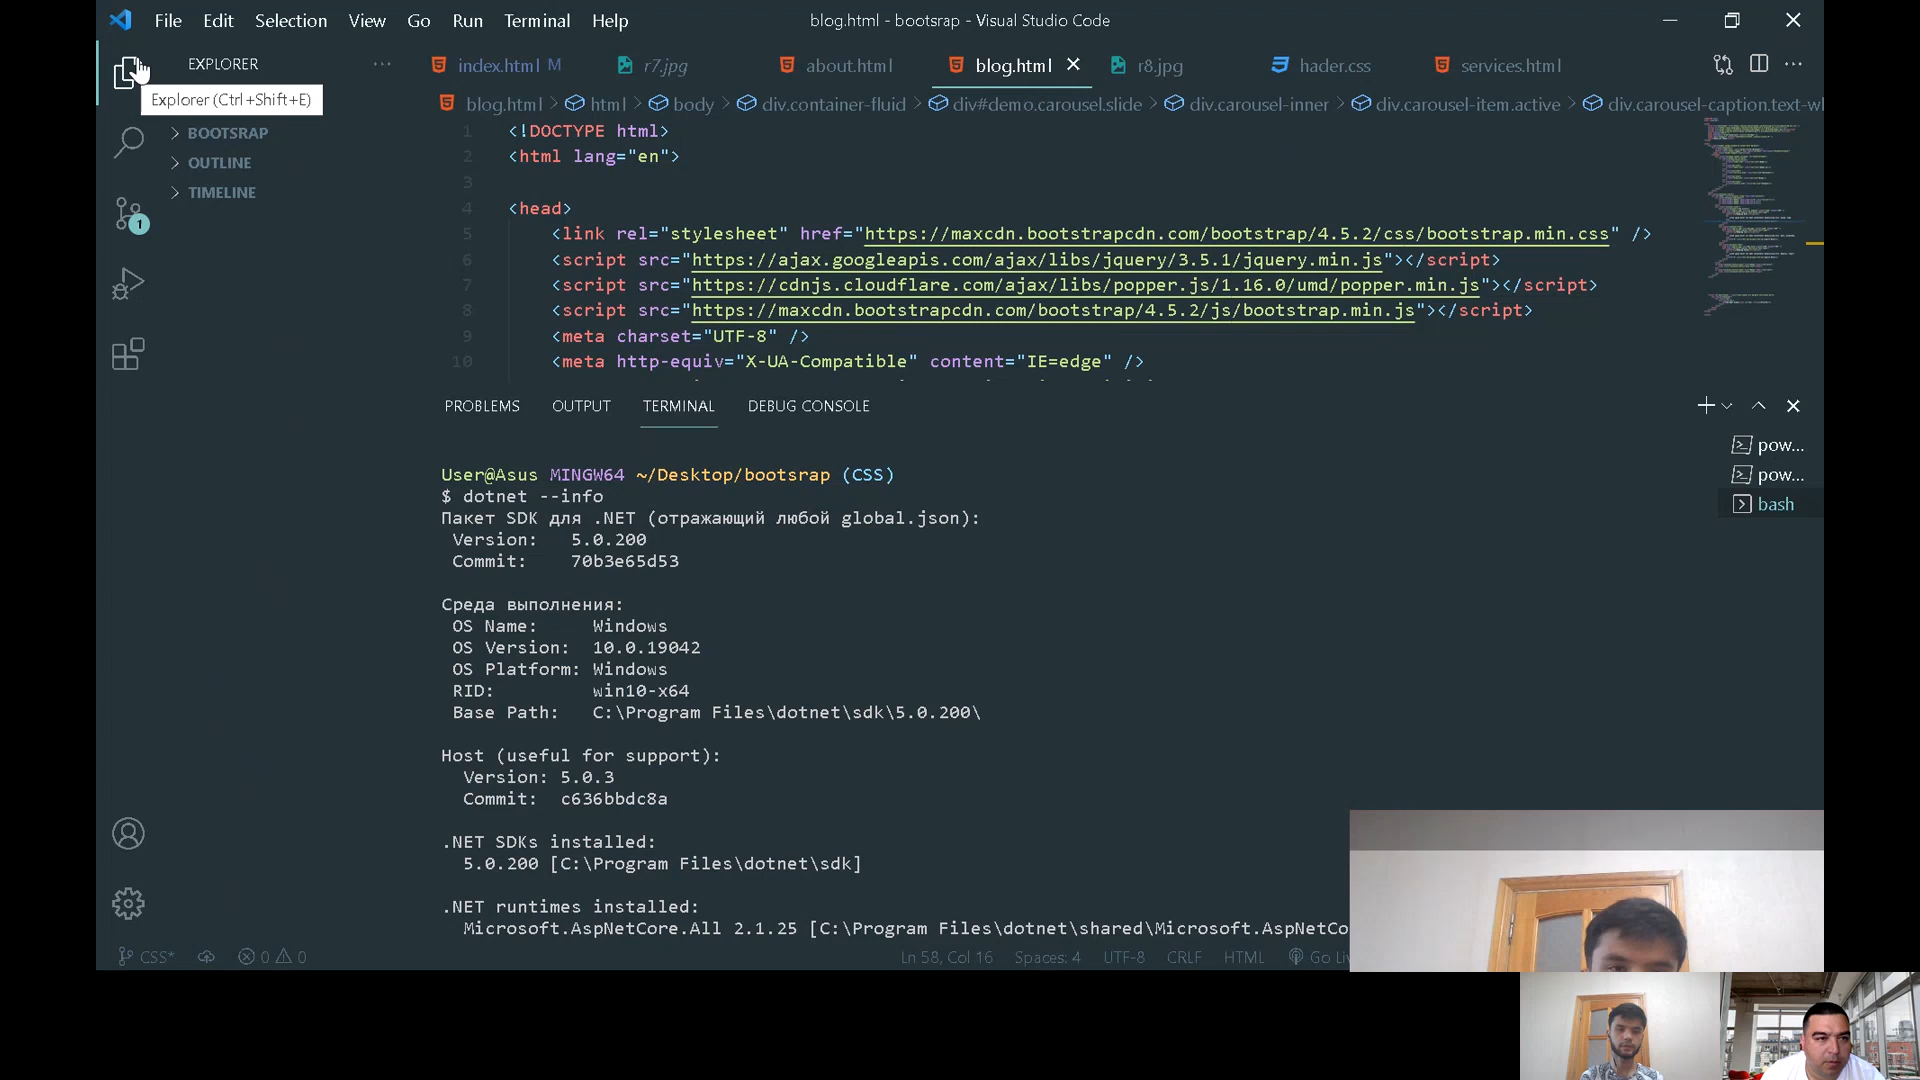 File Edit Selection View Go Run Terminal Help blog.html - bootsrap - Visual Studio Code
EXPLORER ···
Explorer (Ctrl+Shift+E)
BOOTSRAP
OUTLINE
TIMELINE
1
index.html M r7.jpg about.html blog.html r8.jpg hader.css services.html
blog.html > html > body > div.container-fluid > div#demo.carousel.slide > div.carousel-inner > div.carousel-item.active > div.carousel-caption.text-wl
1 <!DOCTYPE html>
2 <html lang="en">
3
4 <head>
5 <link rel="stylesheet" href="https://maxcdn.bootstrapcdn.com/bootstrap/4.5.2/css/bootstrap.min.css" />
6 <script src="https://ajax.googleapis.com/ajax/libs/jquery/3.5.1/jquery.min.js"></script>
7 <script src="https://cdnjs.cloudflare.com/ajax/libs/popper.js/1.16.0/umd/popper.min.js"></script>
8 <script src="https://maxcdn.bootstrapcdn.com/bootstrap/4.5.2/js/bootstrap.min.js"></script>
9 <meta charset="UTF-8" />
10 <meta http-equiv="X-UA-Compatible" content="IE=edge" />
PROBLEMS OUTPUT TERMINAL DEBUG CONSOLE
pow...
pow...
bash
User@Asus MINGW64 ~/Desktop/bootsrap (CSS)
$ dotnet --info
Пакет SDK для .NET (отражающий любой global.json):
Version: 5.0.200
Commit: 70b3e65d53
Среда выполнения:
OS Name: Windows
OS Version: 10.0.19042
OS Platform: Windows
RID: win10-x64
Base Path: C:\Program Files\dotnet\sdk\5.0.200\
Host (useful for support):
Version: 5.0.3
Commit: c636bbdc8a
.NET SDKs installed:
5.0.200 [C:\Program Files\dotnet\sdk]
.NET runtimes installed:
Microsoft.AspNetCore.All 2.1.25 [C:\Program Files\dotnet\shared\Microsoft.AspNetCo
CSS* 0 0 Ln 58, Col 16 Spaces: 4 UTF-8 CRLF HTML Go Li